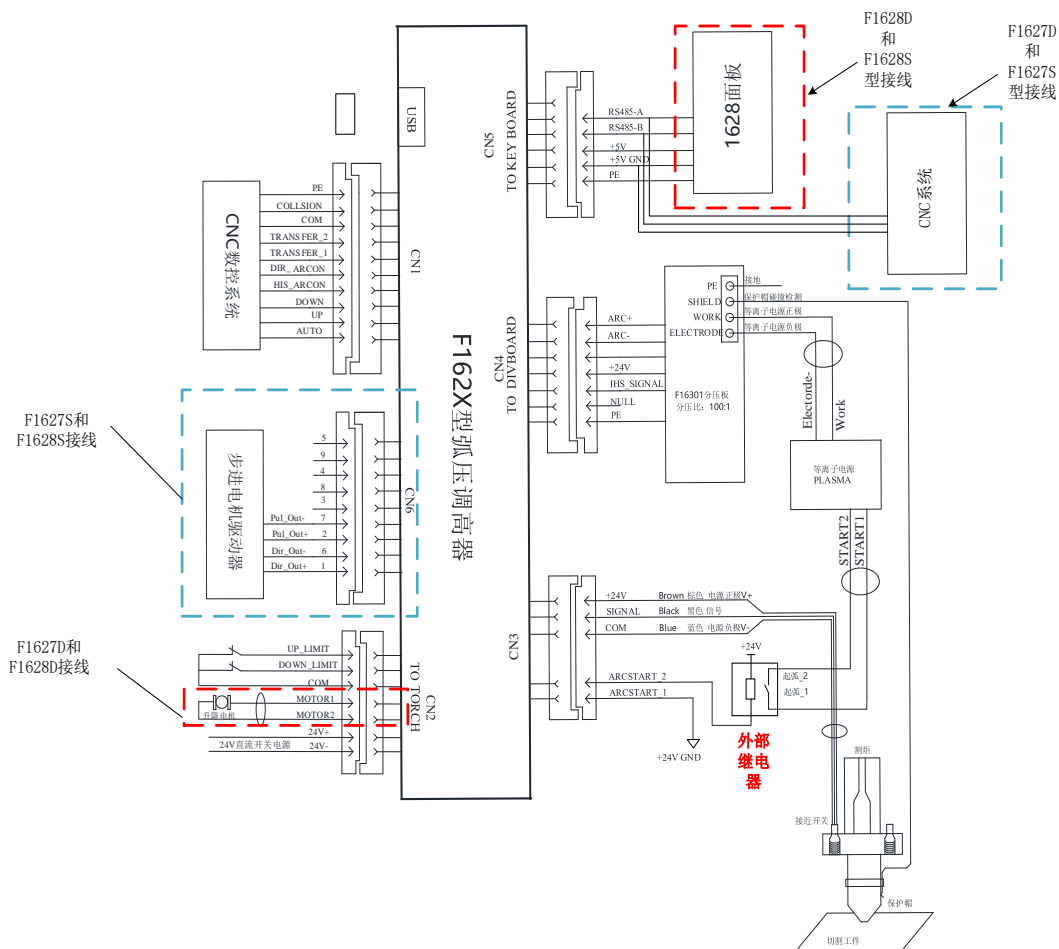 F1628D
和
F1628S
型接线
F1627D
和
F1627S
型接线
USB
CN5
TO KEY BOARD
RS485-A
RS485-B
+5V
+5V GND
PE
1628面板
CNC系统
CNC数控系统
PE
COLLSION
COM
TRANSFER_2
TRANSFER_1
DIR_ARCON
HIS_ARCON
DOWN
UP
AUTO
CN1
F162X型弧压调高器
CN4
TO DIVBOARD
ARC+
ARC-
+24V
IHS_SIGNAL
NULL
PE
PE
SHIELD
WORK
ELECTRODE
接地
保护帽碰撞检测
等离子电源正极
等离子电源负极
F16301分压板
分压比：100:1
Electorde-
Work
等离子电源
PLASMA
START2
START1
F1627S和
F1628S接线
步进电机驱动器
5
9
4
8
3
Pul_Out- 7
Pul_Out+ 2
Dir_Out- 6
Dir_Out+ 1
CN6
F1627D和
F1628D接线
UP_LIMIT
DOWN_LIMIT
COM
MOTOR1
MOTOR2
升降电机
24V+
24V直流开关电源 24V-
CN2
TO TORCH
CN3
+24V Brown 棕色 电源正极V+
SIGNAL Black 黑色 信号
COM Blue 蓝色 电源负极V-
ARCSTART_2
ARCSTART_1
+24V GND
+24V
起弧_2
起弧_1
外部
继电
器
割炬
接近开关
保护帽
切割工件